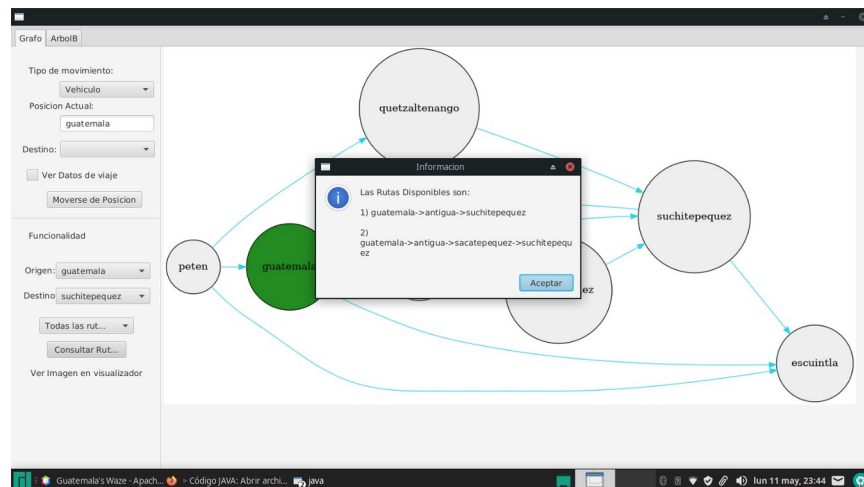 Grafo ArbolB
Tipo de movimiento:
Vehiculo
Posicion Actual:
guatemala
Destino:
Ver Datos de viaje
Moverse de Posicion
Funcionalidad
Origen: guatemala
Destino suchitepequez
Todas las rut...
Consultar Rut...
Ver Imagen en visualizador
quetzaltenango
suchitepequez
peten
guatemala
ez
escuintla
Informacion
Las Rutas Disponibles son:
1) guatemala->antigua->suchitepequez
2)
guatemala->antigua->sacatepequez->suchitepequ
ez
Aceptar
Guatemala's Waze - Apach...
Código JAVA: Abrir archi...
java
lun 11 may, 23:44